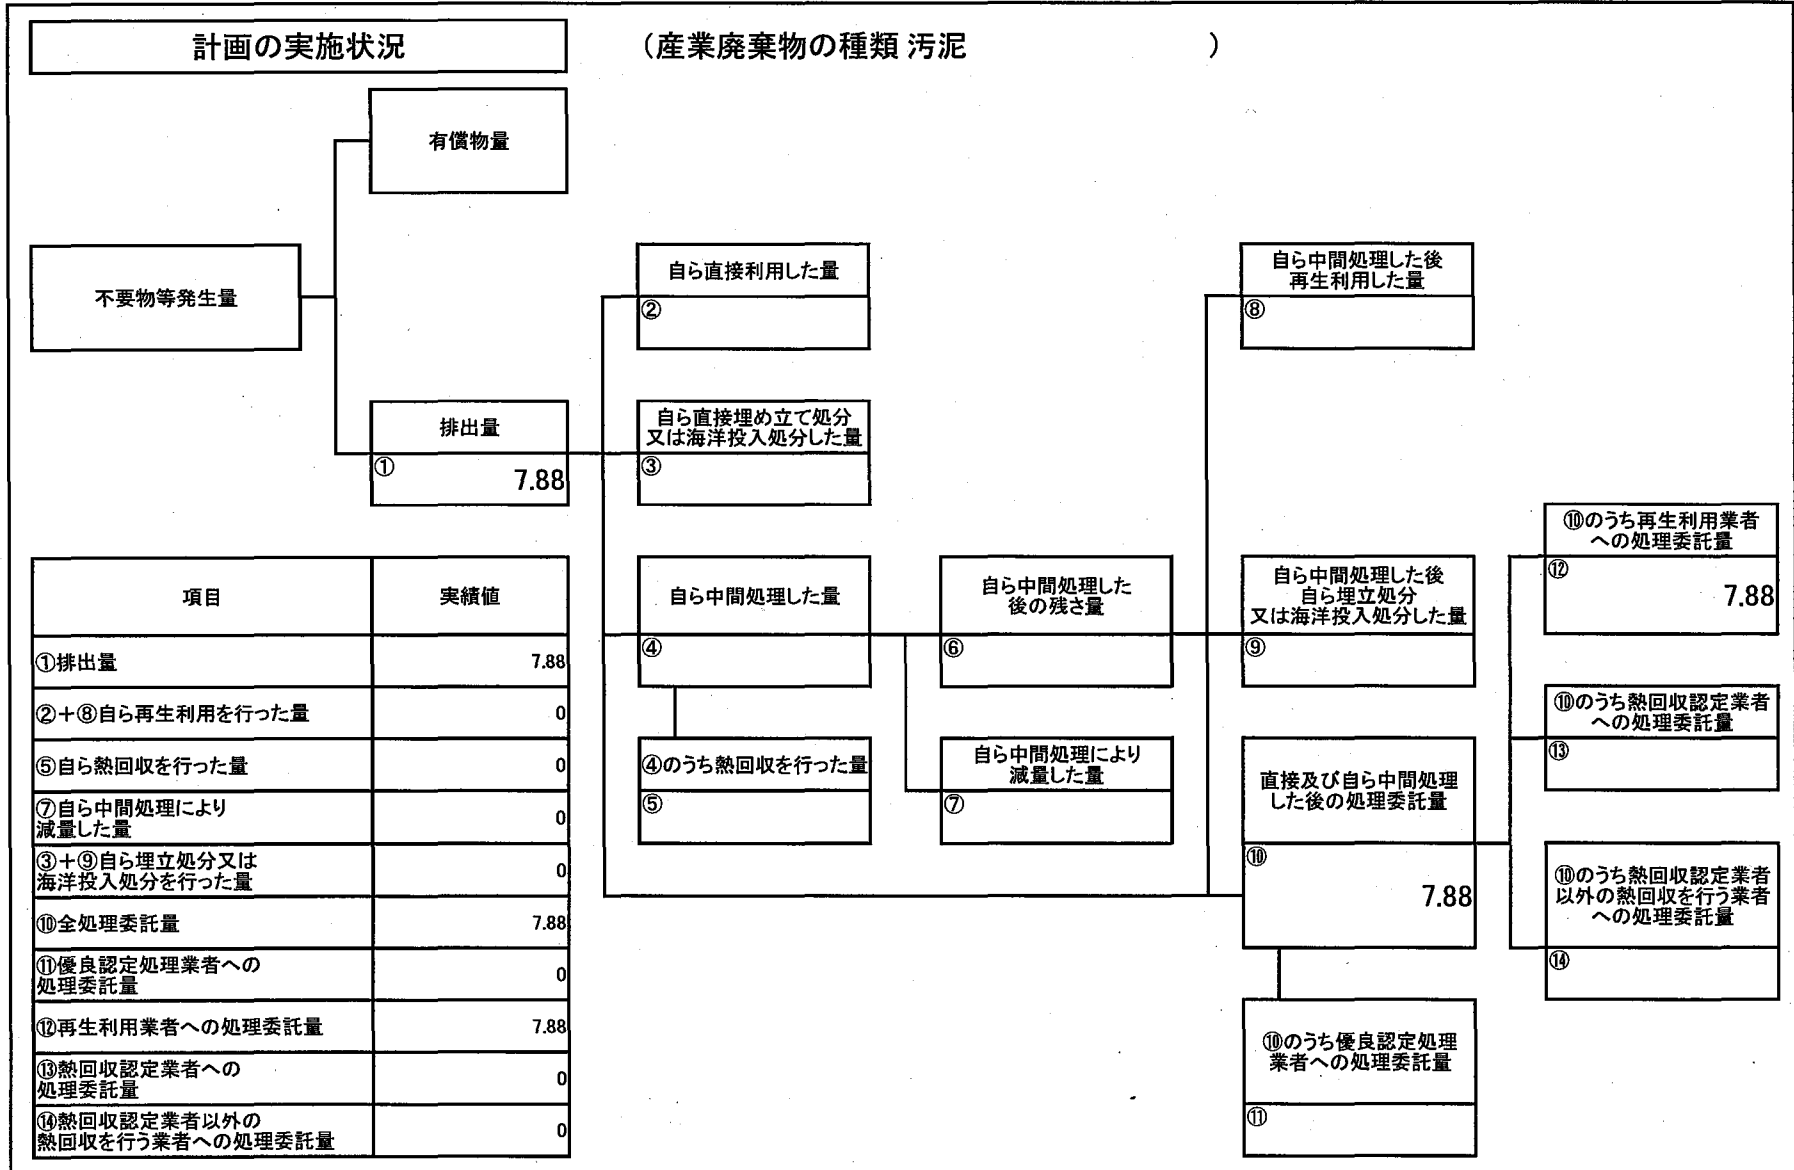 計画の実施状況
（産業廃棄物の種類 汚泥　　　　　）
有償物量
不要物等発生量
排出量
①
7.88
自ら直接利用した量
②
自ら直接埋め立て処分
又は海洋投入処分した量
③
自ら中間処理した量
④
④のうち熱回収を行った量
⑤
自ら中間処理した
後の残さ量
⑥
自ら中間処理により
減量した量
⑦
自ら中間処理した後
再生利用した量
⑧
自ら中間処理した後
自ら埋立処分
又は海洋投入処分した量
⑨
直接及び自ら中間処理
した後の処理委託量
⑩
7.88
⑩のうち優良認定処理
業者への処理委託量
⑪
⑩のうち再生利用業者
への処理委託量
⑫
7.88
⑩のうち熱回収認定業者
への処理委託量
⑬
⑩のうち熱回収認定業者
以外の熱回収を行う業者
への処理委託量
⑭
項目 実績値
①排出量 7.88
②＋⑧自ら再生利用を行った量 0
⑤自ら熱回収を行った量 0
⑦自ら中間処理により
減量した量 0
③＋⑨自ら埋立処分又は
海洋投入処分を行った量 0
⑩全処理委託量 7.88
⑪優良認定処理業者への
処理委託量 0
⑫再生利用業者への処理委託量 7.88
⑬熱回収認定業者への
処理委託量 0
⑭熱回収認定業者以外の
熱回収を行う業者への処理委託量 0